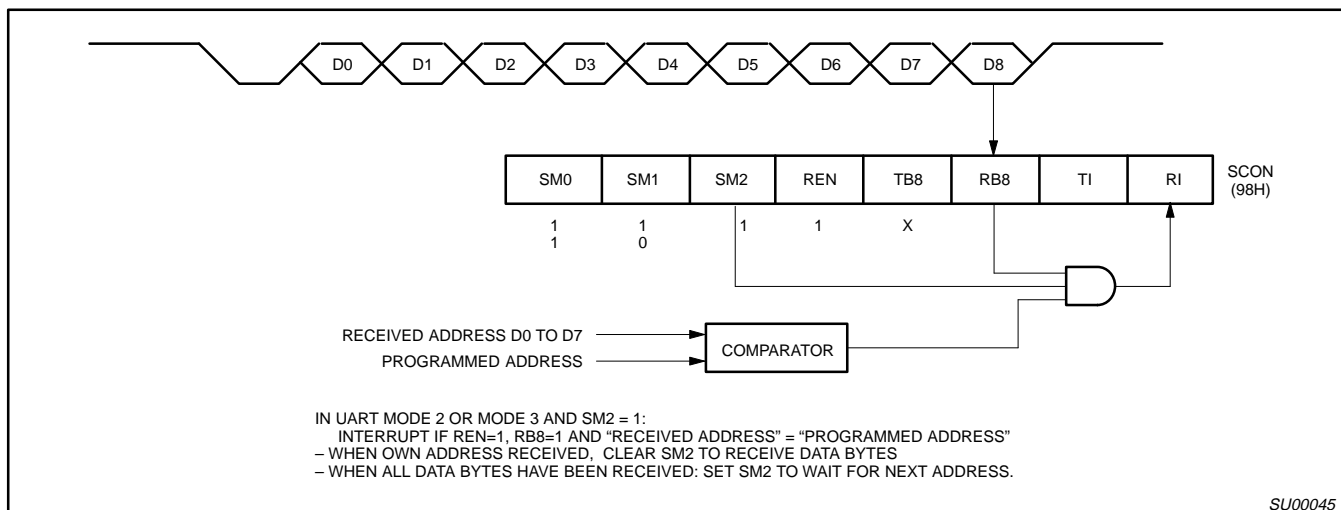 D0 D1 D2 D3 D4 D5 D6 D7 D8
SM0 SM1 SM2 REN TB8 RB8 TI RI
SCON
(98H)
1 1 1 1 X
1 0
RECEIVED ADDRESS D0 TO D7
PROGRAMMED ADDRESS
COMPARATOR
IN UART MODE 2 OR MODE 3 AND SM2 = 1:
INTERRUPT IF REN=1, RB8=1 AND “RECEIVED ADDRESS” = “PROGRAMMED ADDRESS”
– WHEN OWN ADDRESS RECEIVED, CLEAR SM2 TO RECEIVE DATA BYTES
– WHEN ALL DATA BYTES HAVE BEEN RECEIVED: SET SM2 TO WAIT FOR NEXT ADDRESS.
SU00045